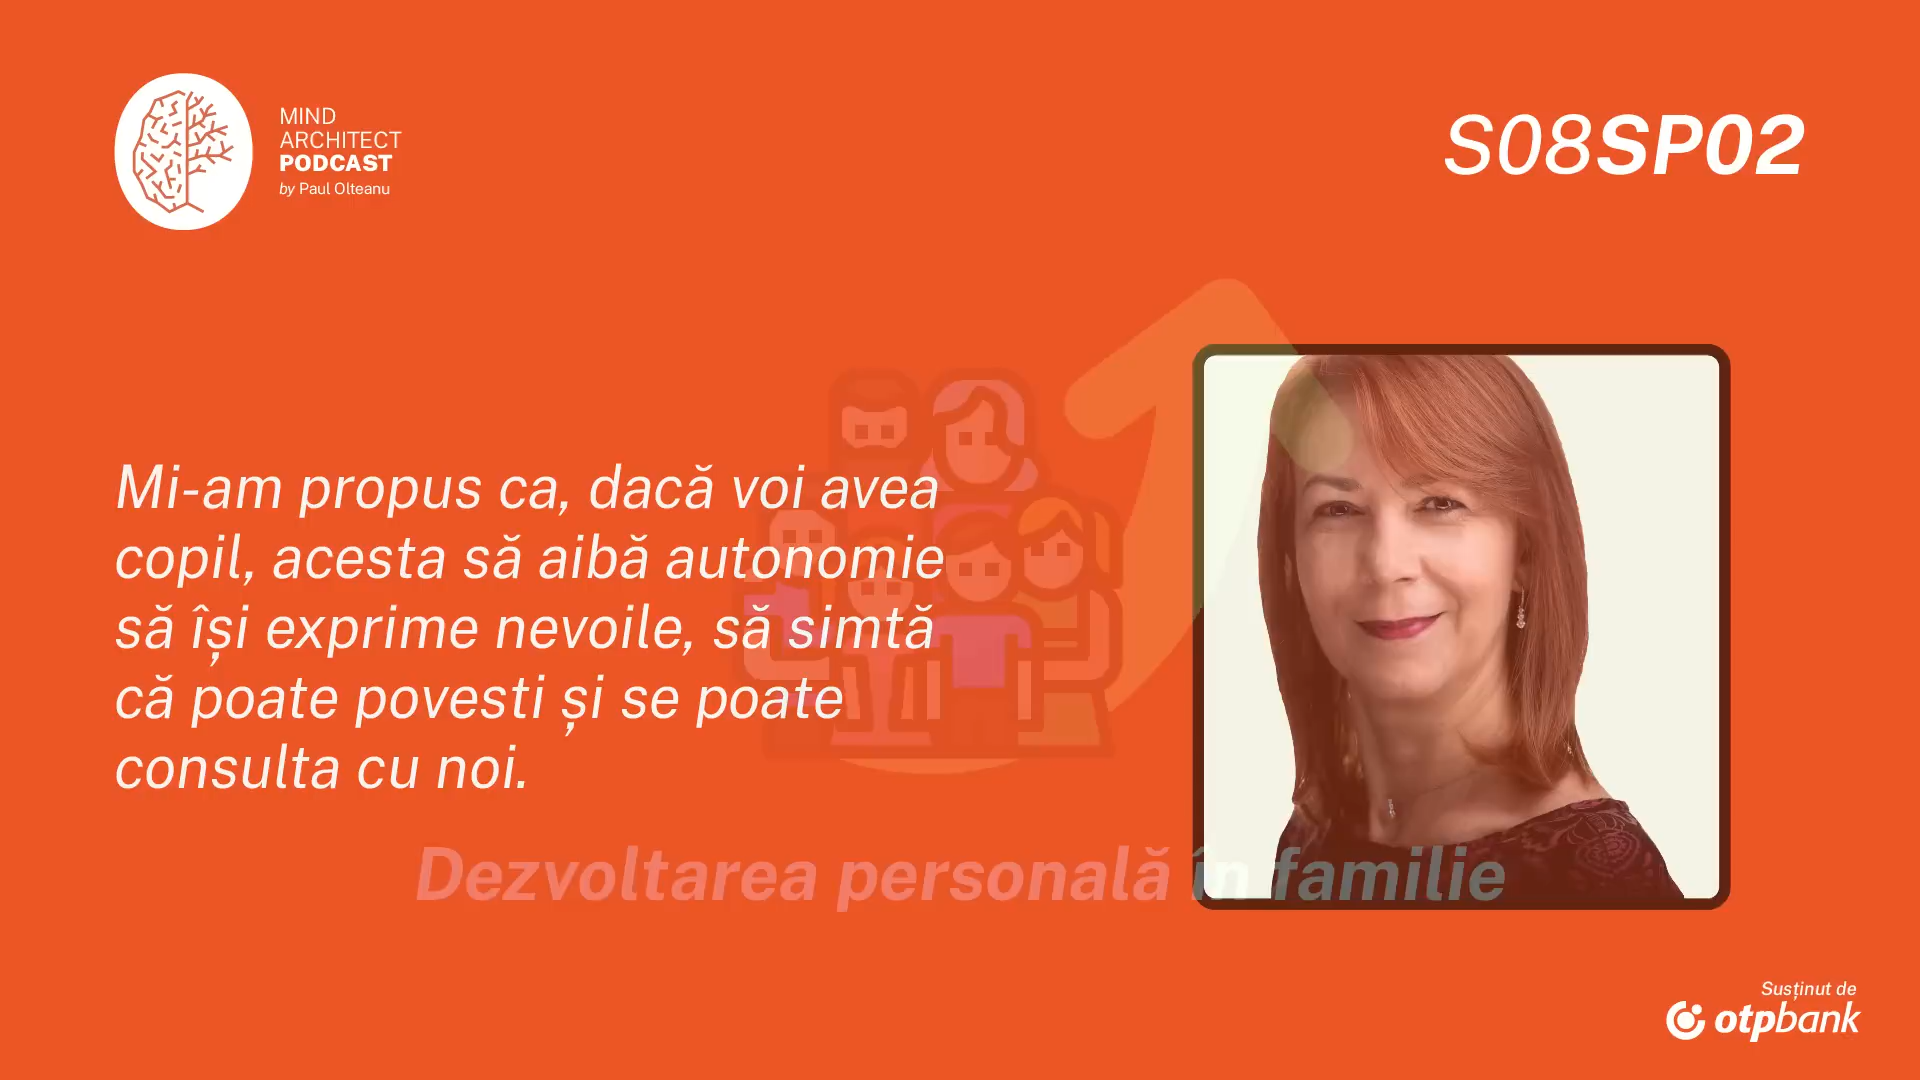 MIND
ARCHITECT
PODCAST
by Paul Olteanu
S08SP02
Mi-am propus ca, dacă voi avea
copil, acesta să aibă autonomie
să își exprime nevoile, să simtă
că poate povesti și se poate
consulta cu noi.
Dezvoltarea personală în familie
Susținut de
otpbank